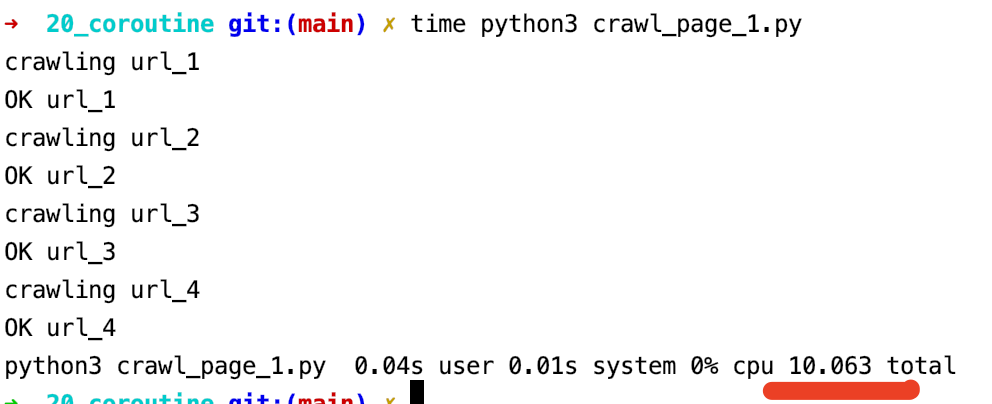 ➜  20_coroutine git:(main) ✗ time python3 crawl_page_1.py
crawling url_1
OK url_1
crawling url_2
OK url_2
crawling url_3
OK url_3
crawling url_4
OK url_4
python3 crawl_page_1.py  0.04s user 0.01s system 0% cpu 10.063 total
➜  20_coroutine git:(main) ✗